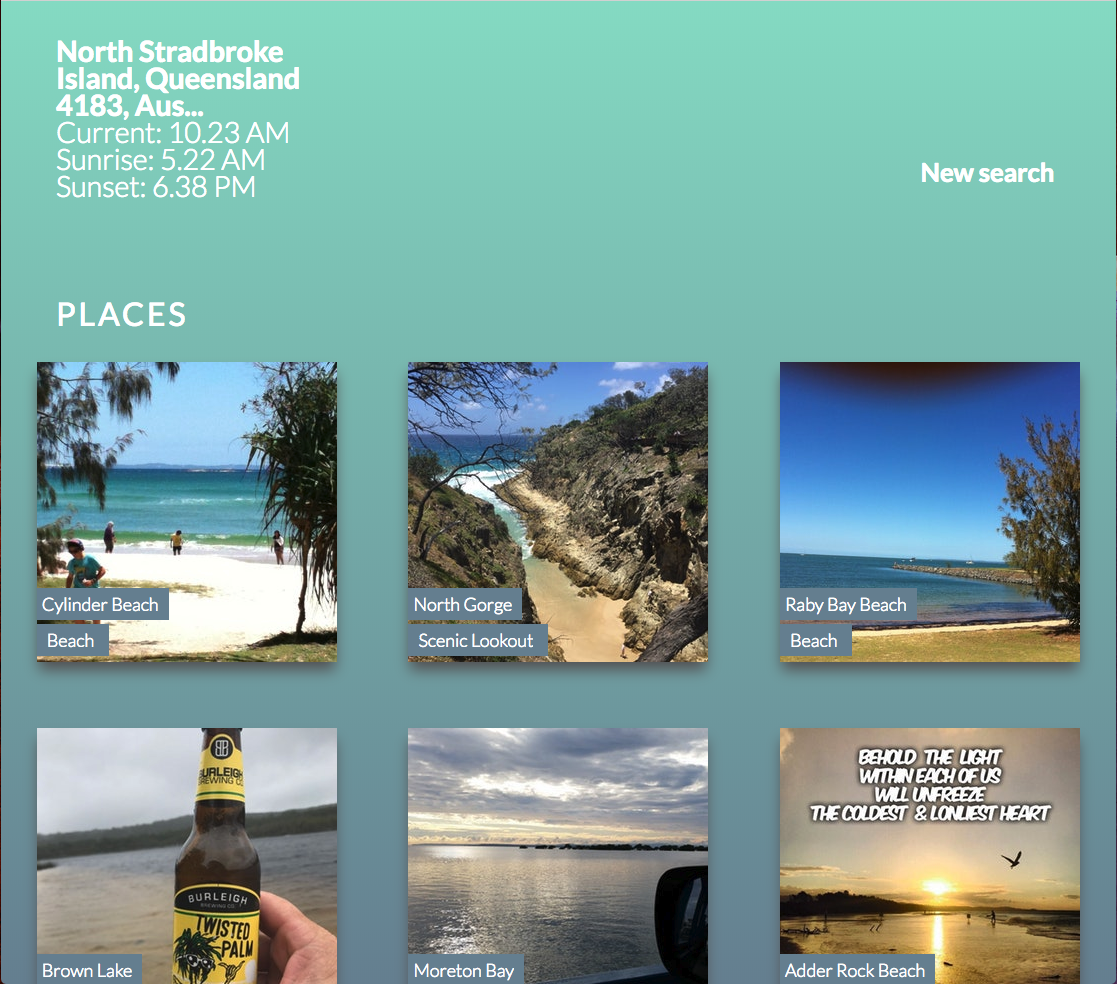 North Stradbroke
Island, Queensland
4183, Aus...
Current: 10.23 AM
Sunrise: 5.22 AM
Sunset: 6.38 PM
New search
PLACES
Cylinder Beach
Beach
North Gorge
Scenic Lookout
Raby Bay Beach
Beach
BURLEIGH
BREWING CO
BURLEIGH
BREWING CO
TWISTED
PALM
Brown Lake
Moreton Bay
BEHOLD THE LIGHT
WITHIN EACH OF US
WILL UNFREEZE
THE COLDEST & LONLIEST HEART
Adder Rock Beach